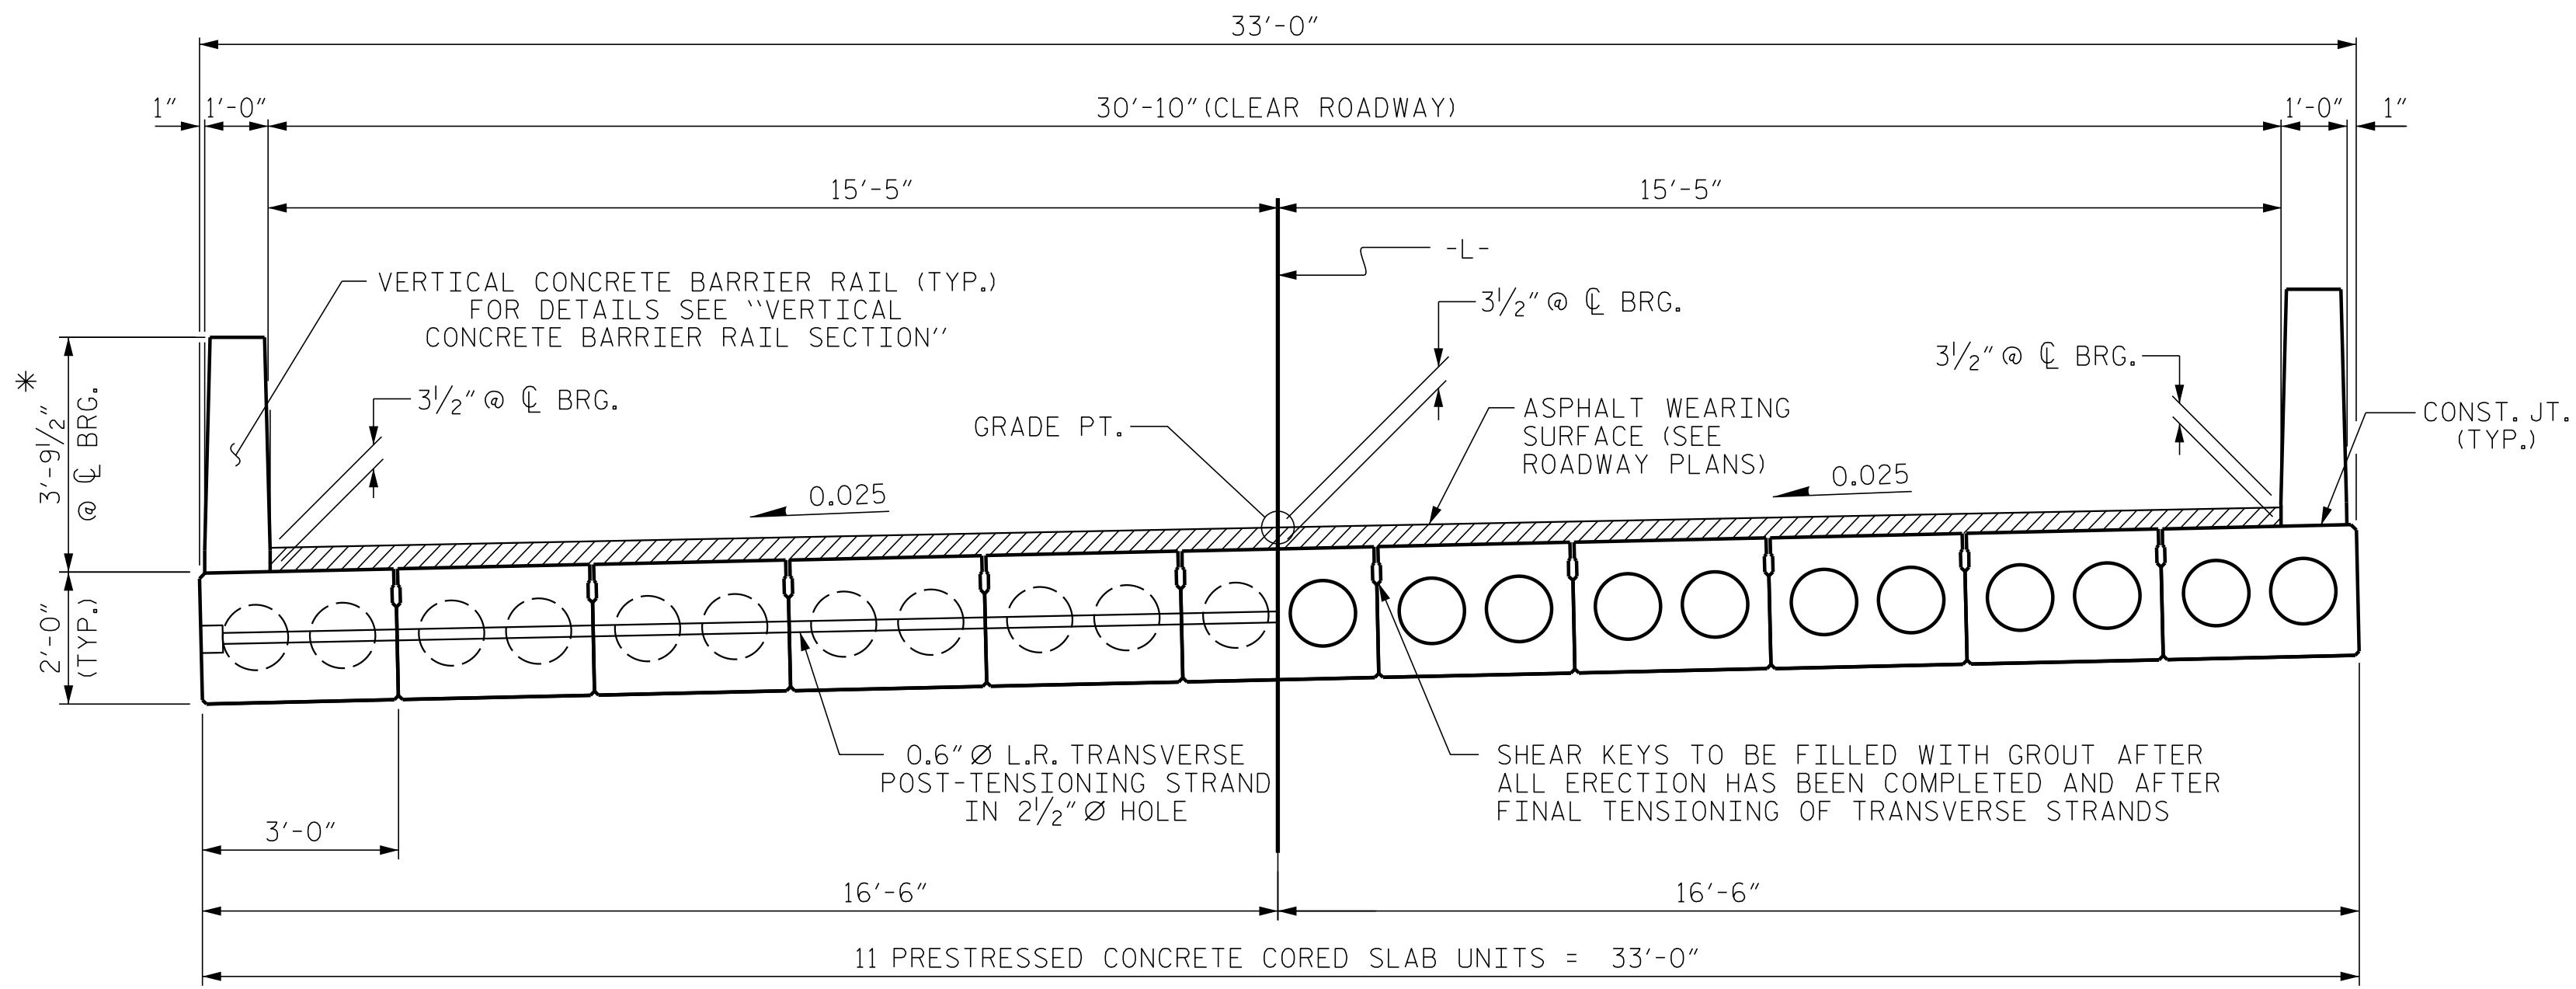 33'-0"
1" 1'-0" 30'-10"(CLEAR ROADWAY) 1'-0" 1"
15'-5" 15'-5"
-L-
VERTICAL CONCRETE BARRIER RAIL (TYP.)
FOR DETAILS SEE ‘‘VERTICAL
CONCRETE BARRIER RAIL SECTION’’
3½"@ ℄ BRG.
3½"@ ℄ BRG.
3½"@ ℄ BRG.
*
3'-9½"
@ ℄ BRG.
GRADE PT.
ASPHALT WEARING
SURFACE (SEE
ROADWAY PLANS)
CONST. JT.
(TYP.)
0.025
0.025
2'-0"
(TYP.)
0.6"Ø L.R. TRANSVERSE
POST-TENSIONING STRAND
IN 2½"Ø HOLE
SHEAR KEYS TO BE FILLED WITH GROUT AFTER
ALL ERECTION HAS BEEN COMPLETED AND AFTER
FINAL TENSIONING OF TRANSVERSE STRANDS
3'-0"
16'-6" 16'-6"
11 PRESTRESSED CONCRETE CORED SLAB UNITS = 33'-0"